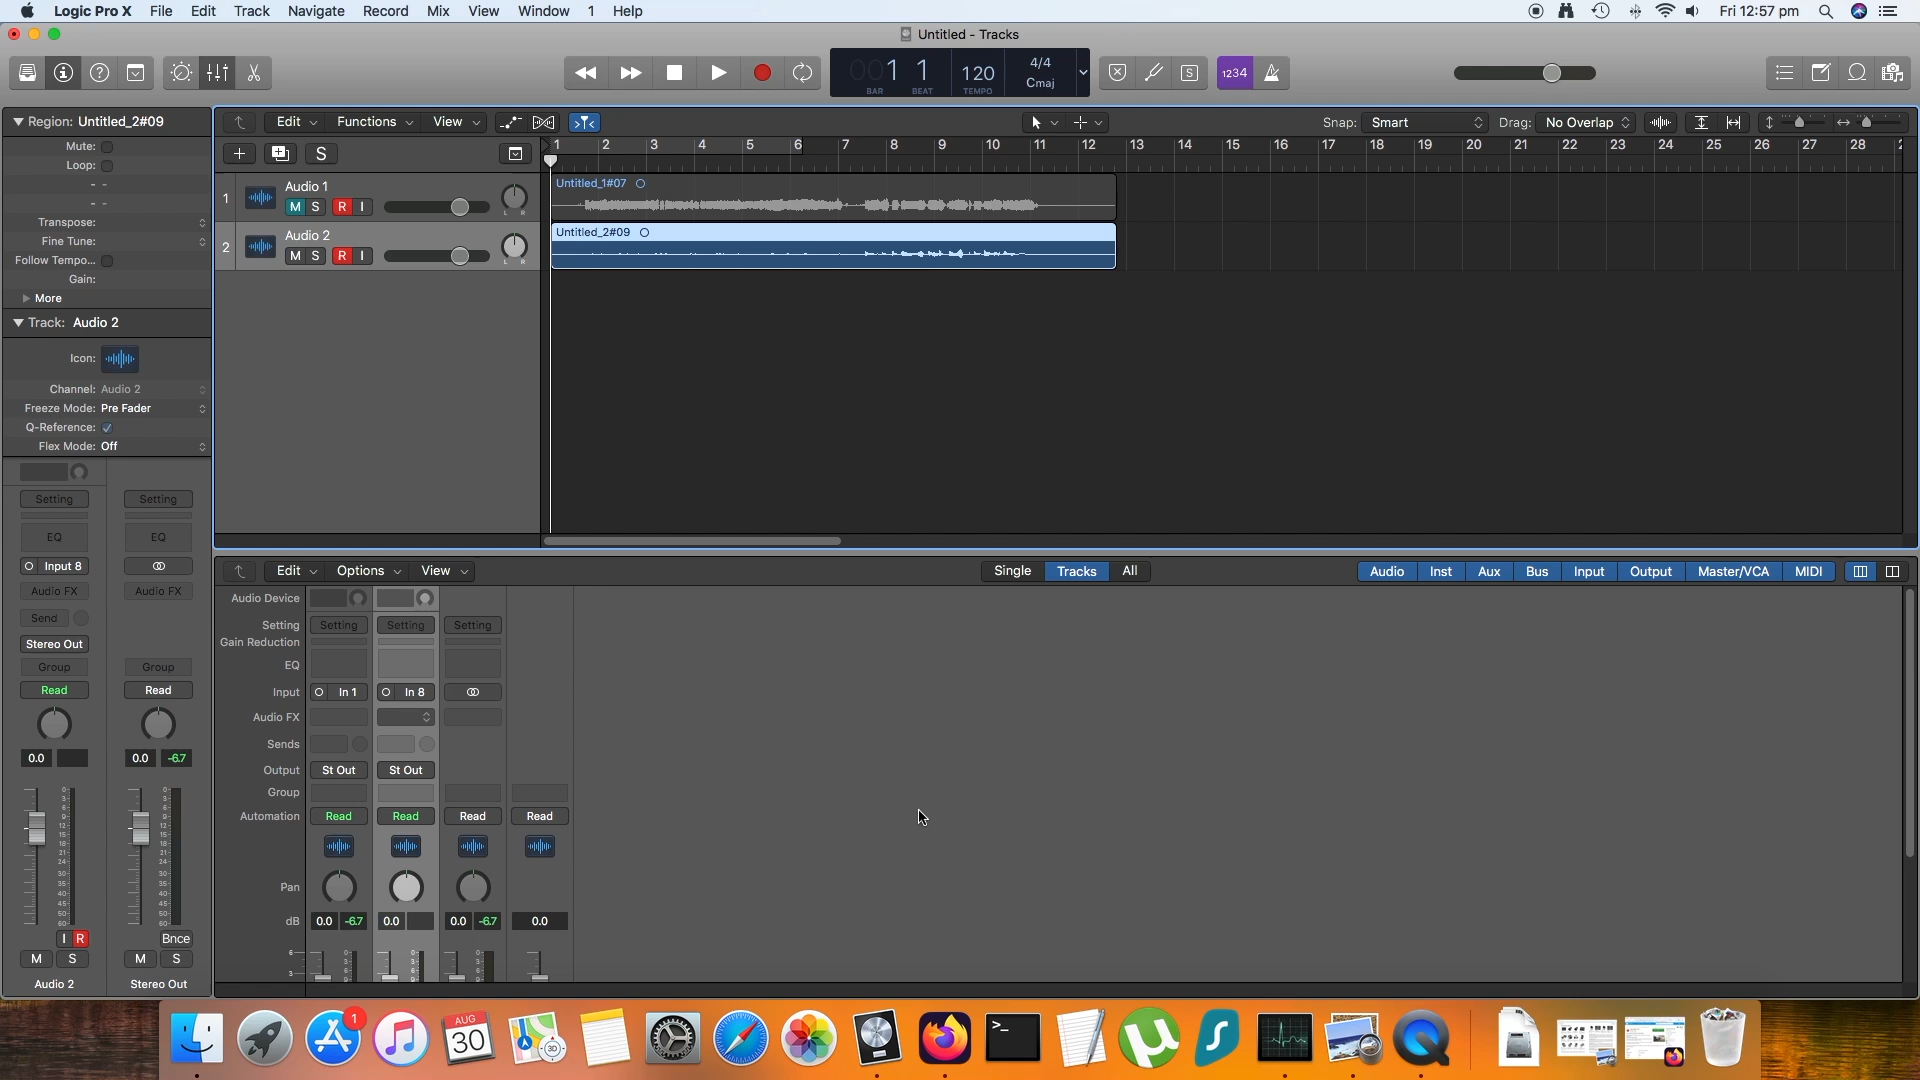 Logic Pro X File Edit Track Navigate Record Mix View Window 1 Help
Fri 12:57 pm
Untitled - Tracks
001 1 120 4/4 Cmaj
BAR BEAT TEMPO
S 1234
Region: Untitled_2#09
Mute:
Loop:
- -
- -
Transpose:
Fine Tune:
Follow Tempo...
Gain:
More
Track: Audio 2
Icon:
Channel: Audio 2
Freeze Mode: Pre Fader
Q-Reference:
Flex Mode: Off
Setting Setting
EQ EQ
Input 8
Audio FX Audio FX
Send
Stereo Out
Group Group
Read Read
0.0 0.0 -6.7
I R Bnce
M S M S
Audio 2 Stereo Out
Edit Functions View
Snap: Smart Drag: No Overlap
S
1 2 3 4 5 6 7 8 9 10 11 12 13 14 15 16 17 18 19 20 21 22 23 24 25 26 27 28
1 Audio 1
M S R I
L R
Untitled_1#07
2 Audio 2
M S R I
L R
Untitled_2#09
Edit Options View Single Tracks All Audio Inst Aux Bus Input Output Master/VCA MIDI
Audio Device
Setting Setting Setting Setting
Gain Reduction
EQ
Input In 1 In 8
Audio FX
Sends
Output St Out St Out
Group
Automation Read Read Read Read
Pan
dB 0.0 -6.7 0.0 0.0 -6.7 0.0
6
3
1
AUG
30
3D